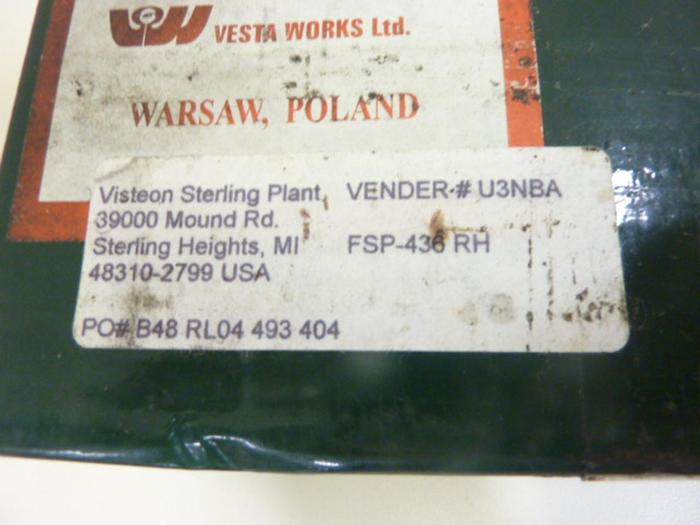 VESTA WORKS Ltd.
WARSAW, POLAND
Visteon Sterling Plant, VENDER # U3NBA
39000 Mound Rd.
Sterling Heights, MI FSP-436 RH
48310-2799 USA
PO# B48 RL04 493 404